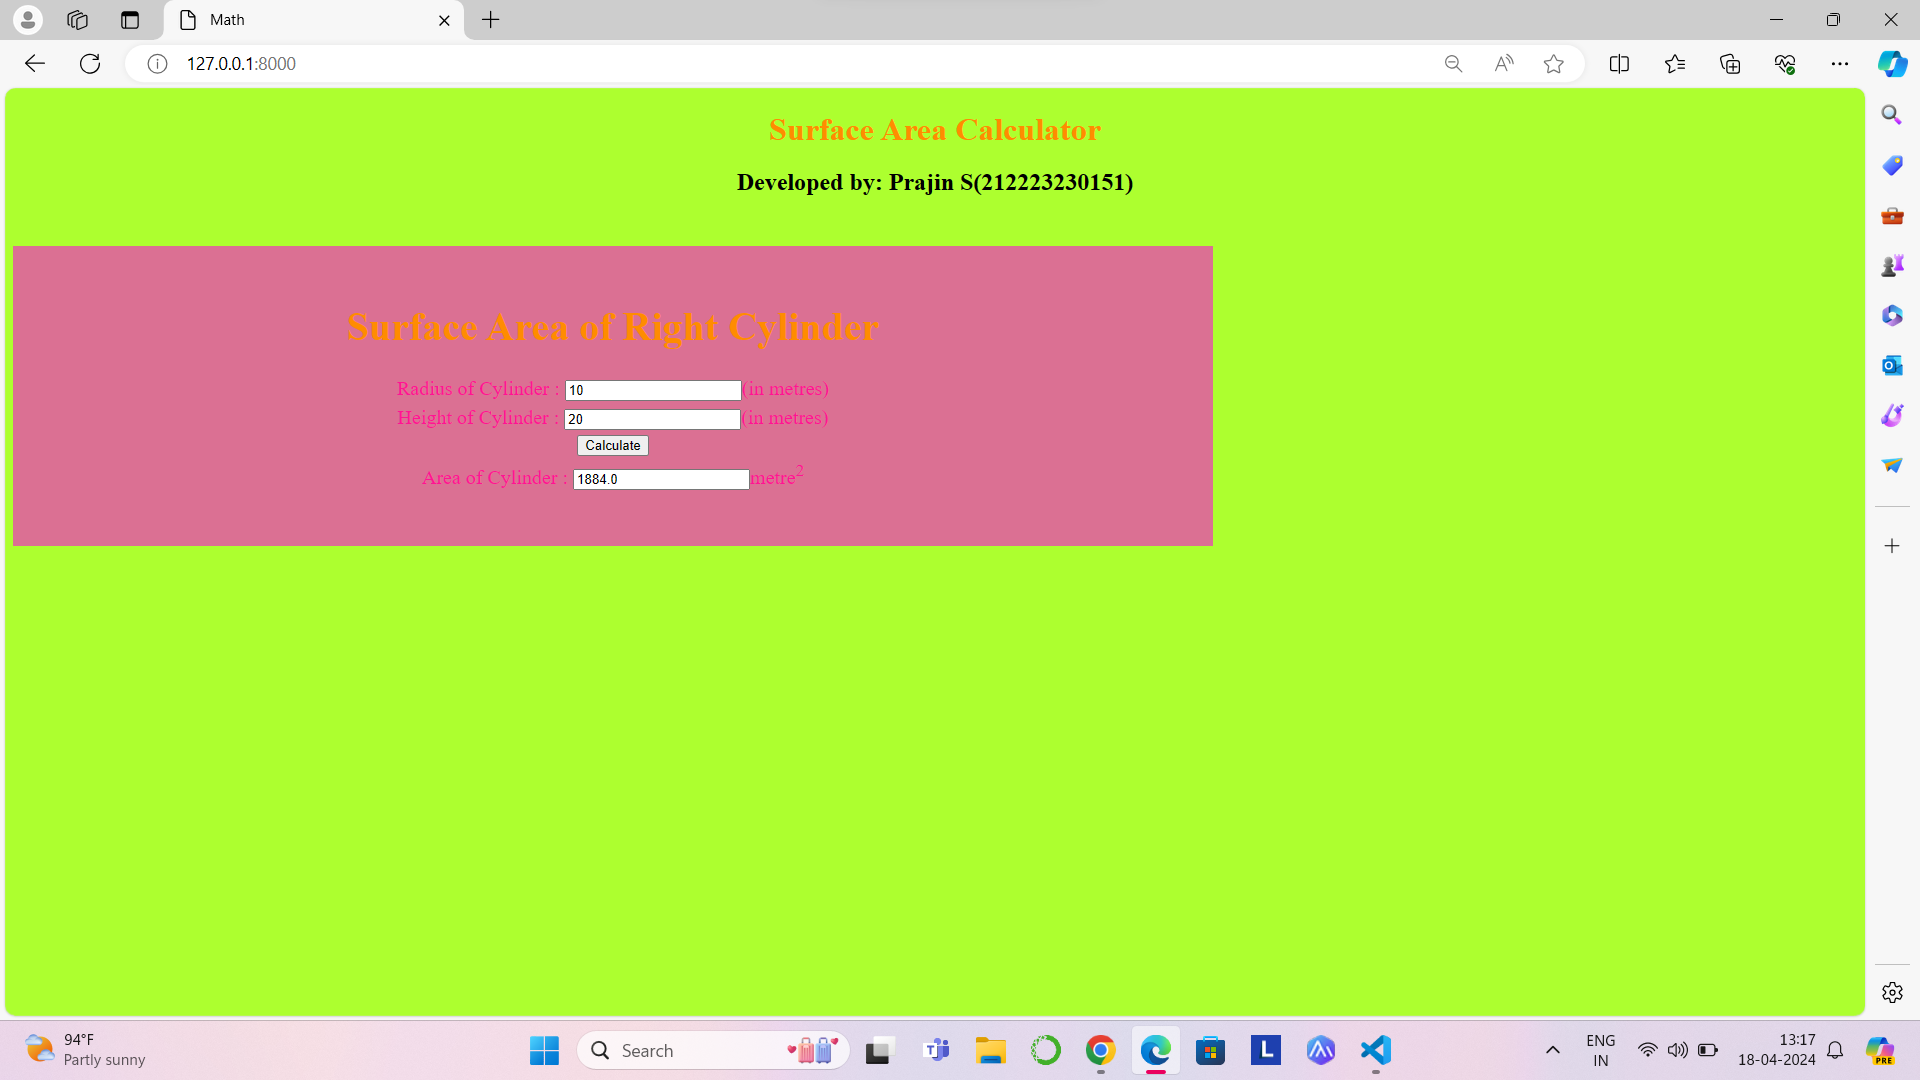 Math
127.0.0.1:8000
Surface Area Calculator
Developed by: Prajin S(212223230151)
Surface Area of Right Cylinder
Radius of Cylinder : 10 (in metres)
Height of Cylinder : 20 (in metres)
Calculate
Area of Cylinder : 1884.0 metre²
94°F
Partly sunny
Search
L
ENG
IN
13:17
18-04-2024
PRE